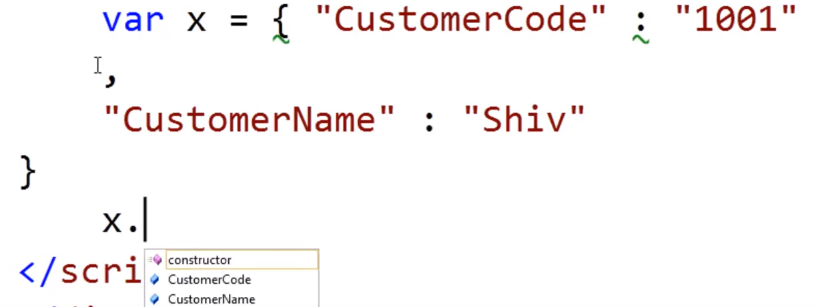 var x = { "CustomerCode" : "1001"
,
"CustomerName" : "Shiv"
}
x.
constructor
</scri
CustomerCode
CustomerName